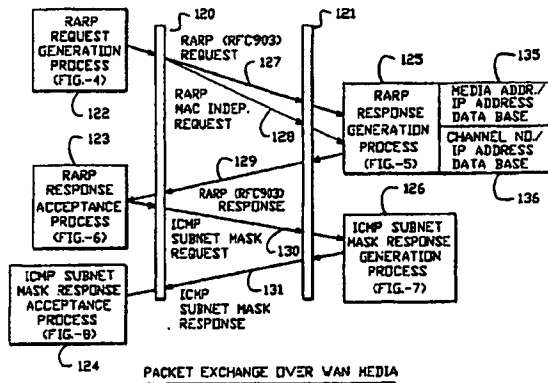 120
121
RARP
REQUEST
GENERATION
PROCESS
(FIG.-4)
122
RARP (RFC903)
REQUEST
127
RARP
MAC INDEP.
REQUEST
128
125
135
RARP
RESPONSE
GENERATION
PROCESS
(FIG.-5)
MEDIA ADDR./
IP ADDRESS
DATA BASE
CHANNEL NO./
IP ADDRESS
DATA BASE
136
123
RARP
RESPONSE
ACCEPTANCE
PROCESS
(FIG.-6)
129
RARP (RFC903)
RESPONSE
ICMP
SUBNET MASK
REQUEST
130
126
ICMP SUBNET
MASK RESPONSE
GENERATION
PROCESS
(FIG.-7)
ICMP SUBNET
MASK RESPONSE
ACCEPTANCE
PROCESS
(FIG.-8)
124
131
ICMP
SUBNET MASK
RESPONSE
PACKET EXCHANGE OVER WAN MEDIA